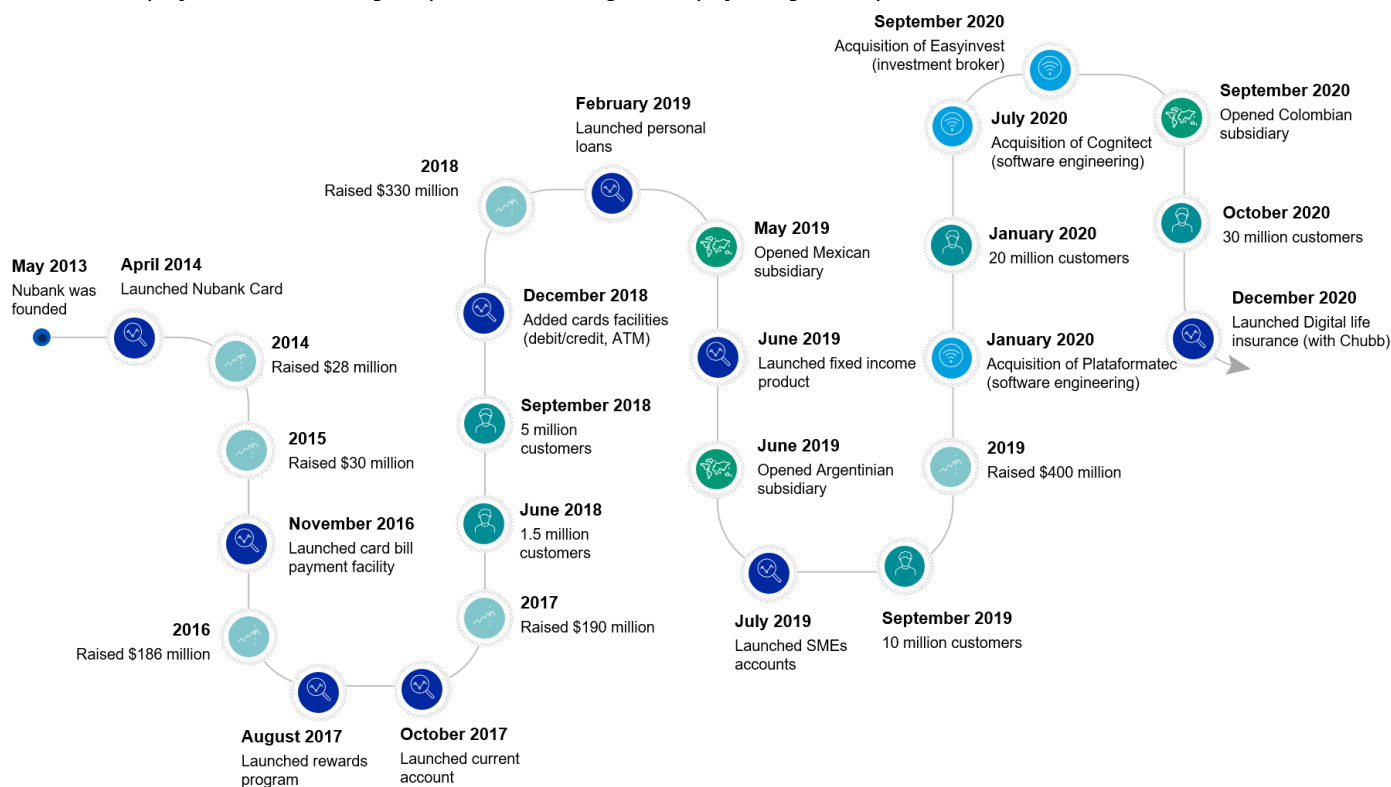 May 2013
Nubank was
founded
April 2014
Launched Nubank Card
2014
Raised $28 million
2015
Raised $30 million
November 2016
Launched card bill
payment facility
2016
Raised $186 million
August 2017
Launched rewards
program
October 2017
Launched current
account
2017
Raised $190 million
June 2018
1.5 million
customers
September 2018
5 million
customers
December 2018
Added cards facilities
(debit/credit, ATM)
2018
Raised $330 million
February 2019
Launched personal
loans
May 2019
Opened Mexican
subsidiary
June 2019
Launched fixed income
product
June 2019
Opened Argentinian
subsidiary
July 2019
Launched SMEs
accounts
September 2019
10 million customers
2019
Raised $400 million
January 2020
Acquisition of Plataformatec
(software engineering)
January 2020
20 million customers
July 2020
Acquisition of Cognitect
(software engineering)
September 2020
Acquisition of Easyinvest
(investment broker)
September 2020
Opened Colombian
subsidiary
October 2020
30 million customers
December 2020
Launched Digital life
insurance (with Chubb)